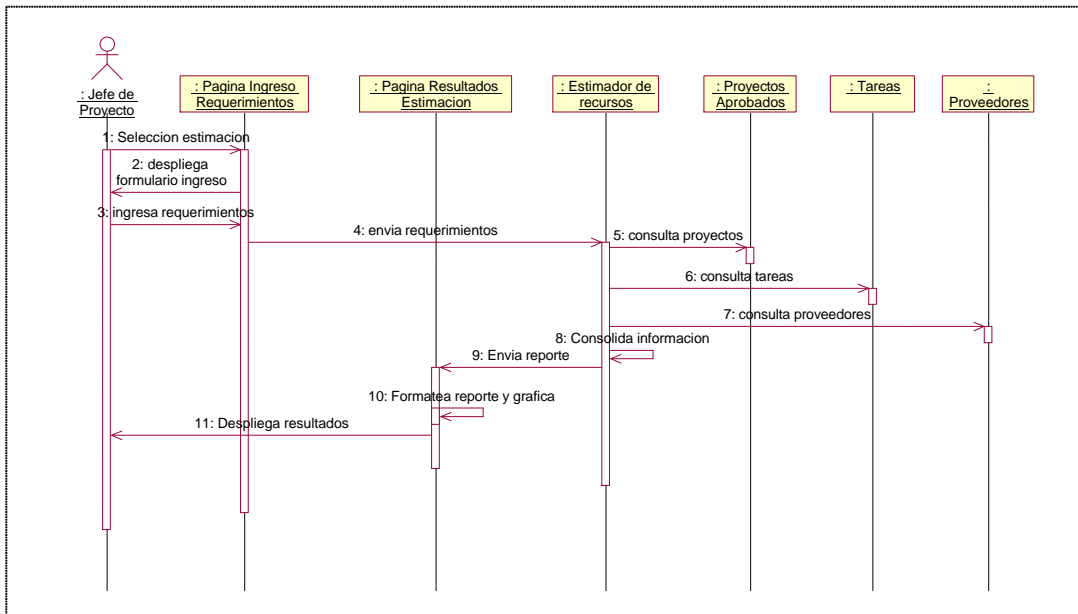 : Jefe de
Proyecto
: Pagina Ingreso
Requerimientos
: Pagina Resultados
Estimacion
: Estimador de
recursos
: Proyectos
Aprobados
: Tareas
:
Proveedores
1: Seleccion estimacion
2: despliega
formulario ingreso
3: ingresa requerimientos
4: envia requerimientos
5: consulta proyectos
6: consulta tareas
7: consulta proveedores
8: Consolida informacion
9: Envia reporte
10: Formatea reporte y grafica
11: Despliega resultados